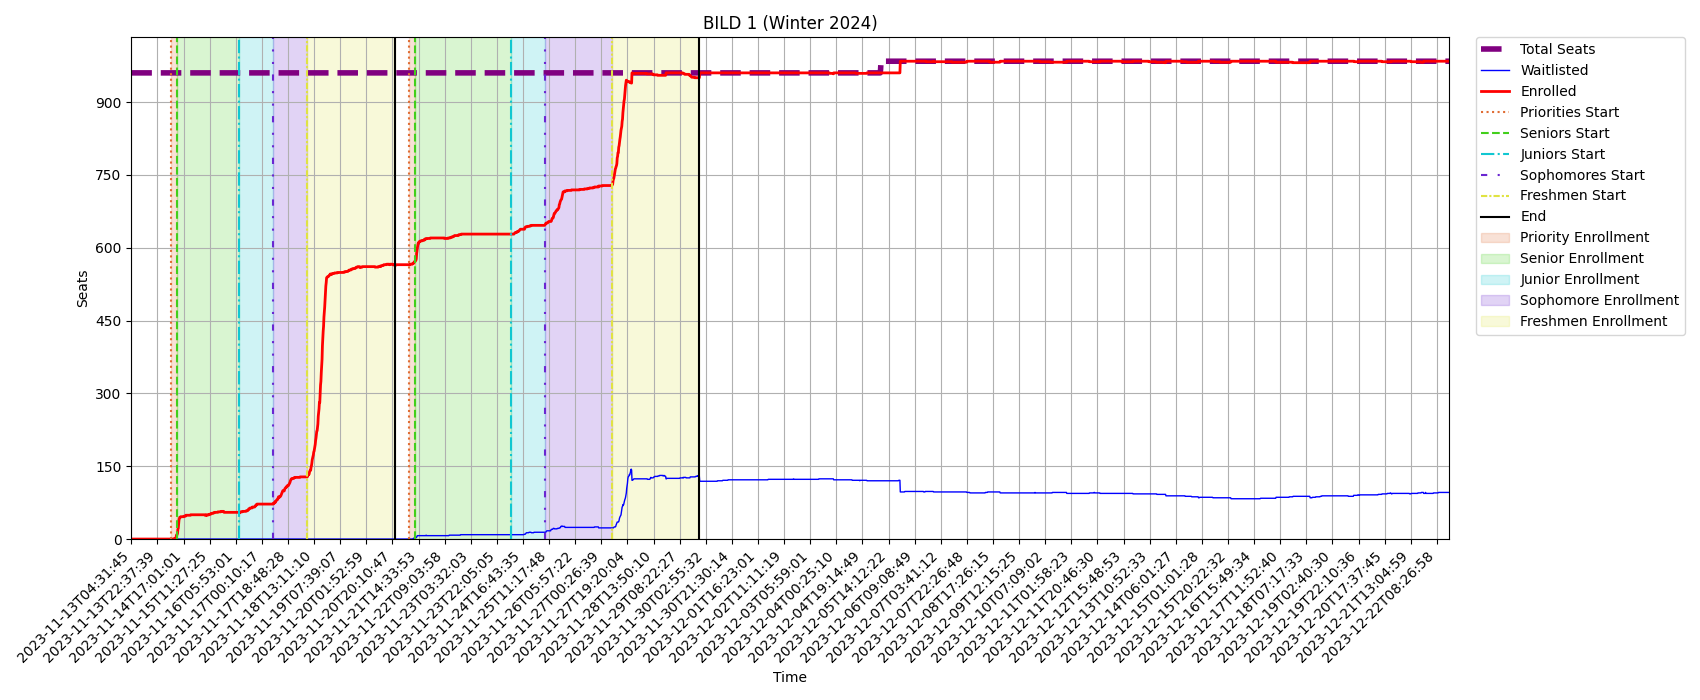 BILD 1 (Winter 2024)
Seats
900
750
600
450
300
150
0
2023-11-13T04:31:45
2023-11-13T22:37:39
2023-11-14T17:01:01
2023-11-15T11:27:25
2023-11-16T05:53:01
2023-11-17T00:10:17
2023-11-17T18:48:28
2023-11-18T13:11:10
2023-11-19T07:39:07
2023-11-20T01:52:59
2023-11-20T20:10:47
2023-11-21T14:33:53
2023-11-22T09:03:58
2023-11-23T03:32:03
2023-11-23T22:05:05
2023-11-24T16:43:35
2023-11-25T11:17:48
2023-11-26T05:57:22
2023-11-27T00:26:39
2023-11-27T19:20:04
2023-11-28T13:50:10
2023-11-29T08:22:27
2023-11-30T02:55:32
2023-11-30T21:30:14
2023-12-01T16:23:01
2023-12-02T11:11:19
2023-12-03T05:59:01
2023-12-04T00:25:10
2023-12-04T19:14:49
2023-12-05T14:12:22
2023-12-06T09:08:49
2023-12-07T03:41:12
2023-12-07T22:26:48
2023-12-08T17:26:15
2023-12-09T12:15:25
2023-12-10T07:09:02
2023-12-11T01:58:23
2023-12-11T20:46:30
2023-12-12T15:48:53
2023-12-13T10:52:33
2023-12-14T06:01:27
2023-12-15T01:01:28
2023-12-15T20:22:32
2023-12-16T15:49:34
2023-12-17T11:52:40
2023-12-18T07:17:33
2023-12-19T02:40:30
2023-12-19T22:10:36
2023-12-20T17:37:45
2023-12-21T13:04:59
2023-12-22T08:26:58
Time
Total Seats
Waitlisted
Enrolled
Priorities Start
Seniors Start
Juniors Start
Sophomores Start
Freshmen Start
End
Priority Enrollment
Senior Enrollment
Junior Enrollment
Sophomore Enrollment
Freshmen Enrollment